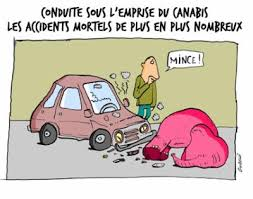 CONDUITE SOUS L'EMPRISE DU CANABIS
LES ACCIDENTS MORTELS DE PLUS EN PLUS NOMBREUX
MINCE!